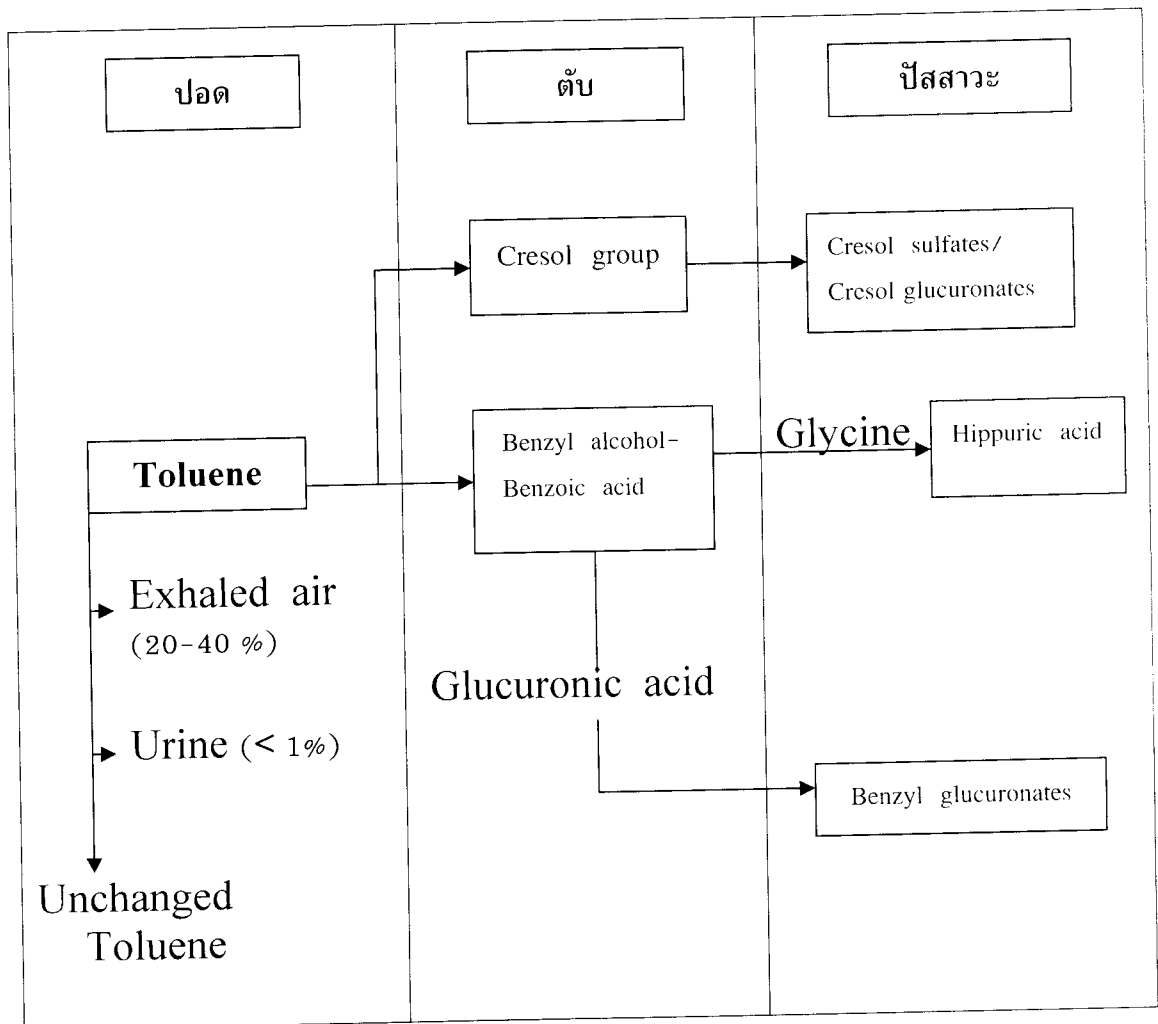 ปอด
ตับ
ปัสสาวะ
Cresol group
Cresol sulfates/
Cresol glucuronates
Toluene
Benzyl alcohol-
Benzoic acid
Glycine
Hippuric acid
Exhaled air
(20-40 %)
Urine (< 1%)
Glucuronic acid
Benzyl glucuronates
Unchanged
Toluene